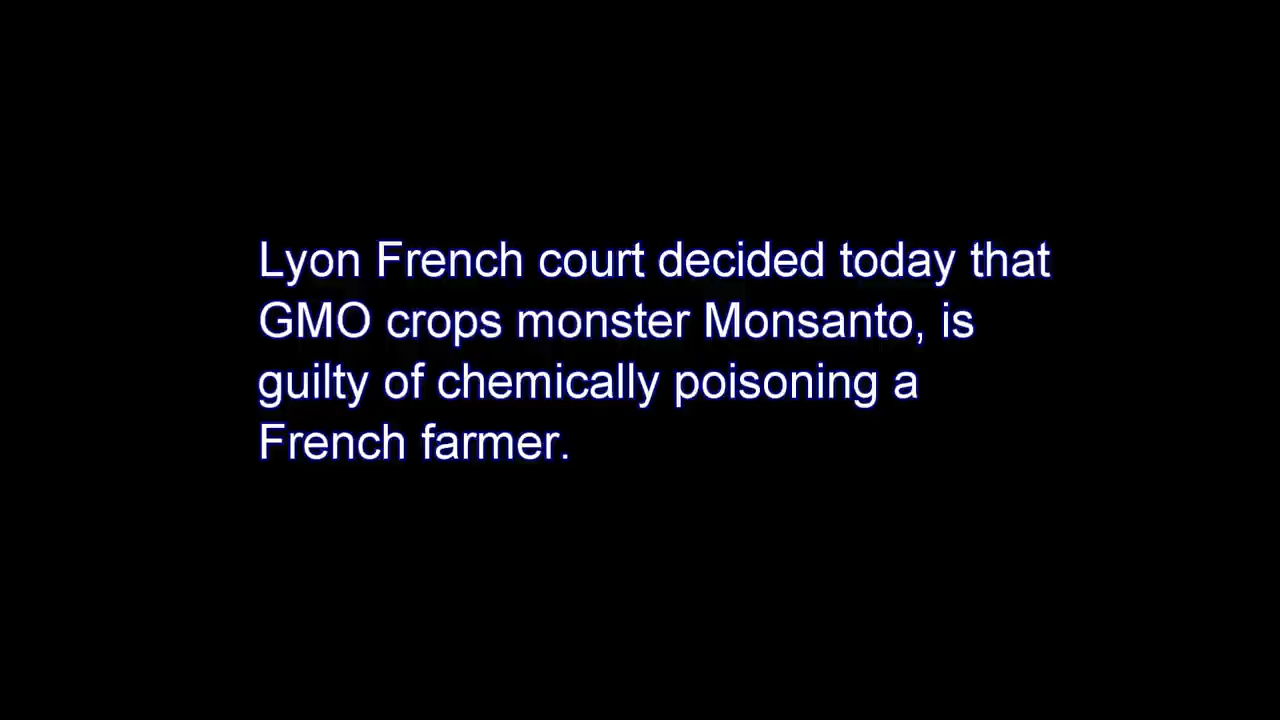 Lyon French court decided today that
GMO crops monster Monsanto, is
guilty of chemically poisoning a
French farmer.